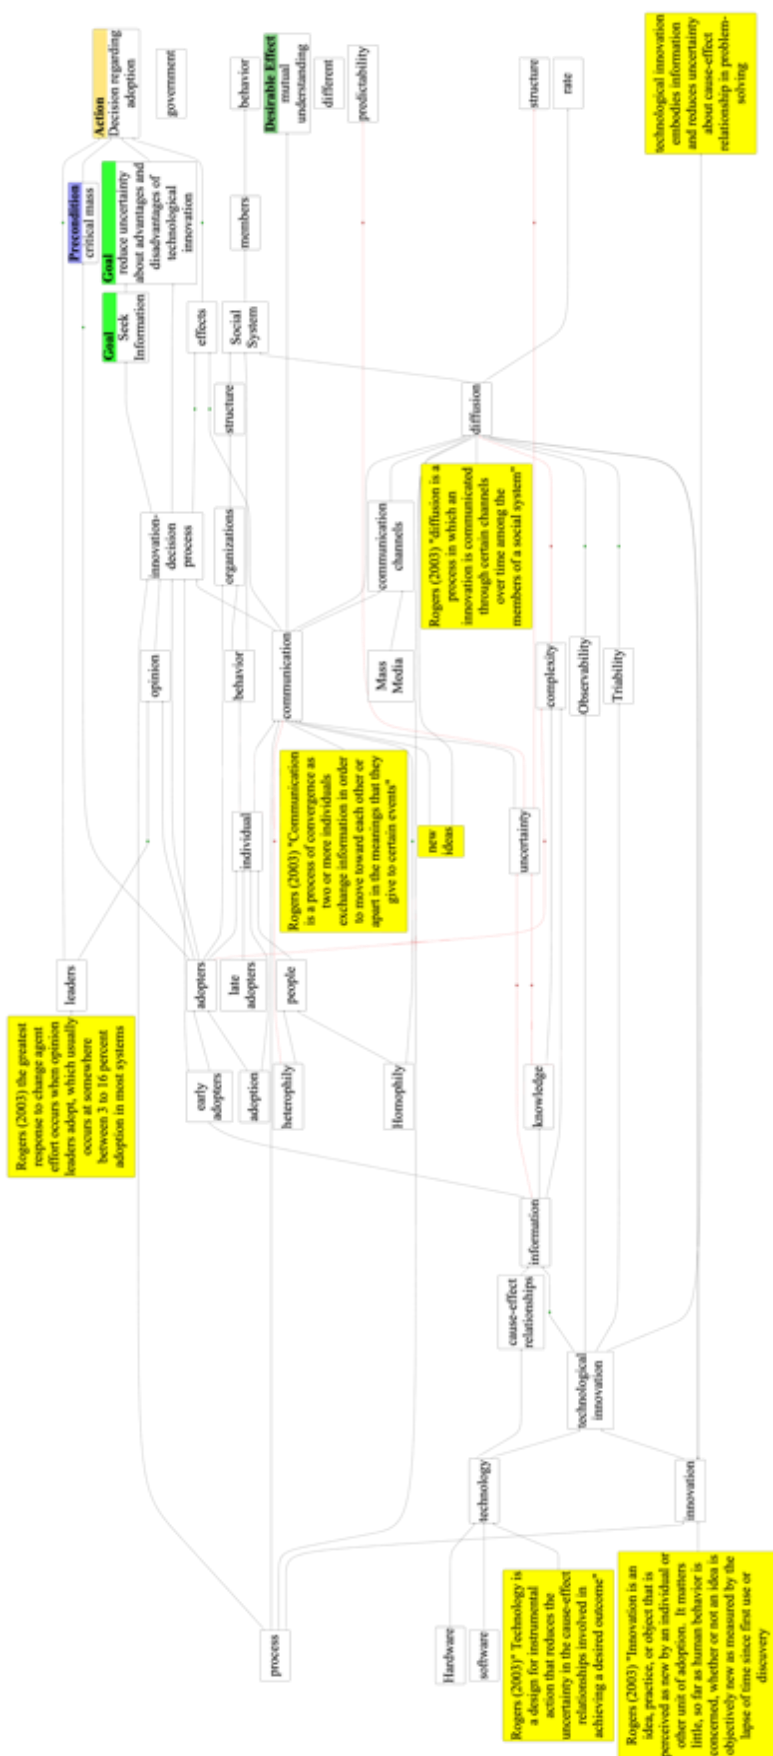 Action
Decision regarding
adoption
government
behavior
Desirable Effect
mutual
understanding
different
predictability
structure
rate
technological innovation
embodies information
and reduces uncertainty
about cause-effect
relationship in problem-
solving
Precondition
critical mass
Goal
reduce uncertainty
about advantages and
disadvantages of
technological
innovation
members
Goal
Seek
Information
effects
Social
System
structure
diffusion
innovation-
decision
process
organizations
communication
channels
Rogers (2003) "diffusion is a
process in which an
innovation is communicated
through certain channels
over time among the
members of a social system"
opinion
behavior
communication
Mass
Media
complexity
Observability
Triability
individual
Rogers (2003) "Communication
is a process of convergence as
two or more individuals
exchange information in order
to move toward each other or
apart in the meanings that they
give to certain events"
new
ideas
uncertainty
leaders
adopters
late
adopters
people
Rogers (2003) the greatest
response to change agent
effort occurs when opinion
leaders adopt, which usually
occurs at somewhere
between 3 to 16 percent
adoption in most systems
early
adopters
adoption
heterophily
Homophily
knowledge
information
cause-effect
relationships
technological
innovation
technology
innovation
process
Hardware
software
Rogers (2003)" Technology is
a design for instrumental
action that reduces the
uncertainty in the cause-effect
relationships involved in
achieving a desired outcome"
Rogers (2003) "Innovation is an
idea, practice, or object that is
perceived as new by an individual or
other unit of adoption. It matters
little, so far as human behavior is
concerned, whether or not an idea is
objectively new as measured by the
lapse of time since first use or
discovery